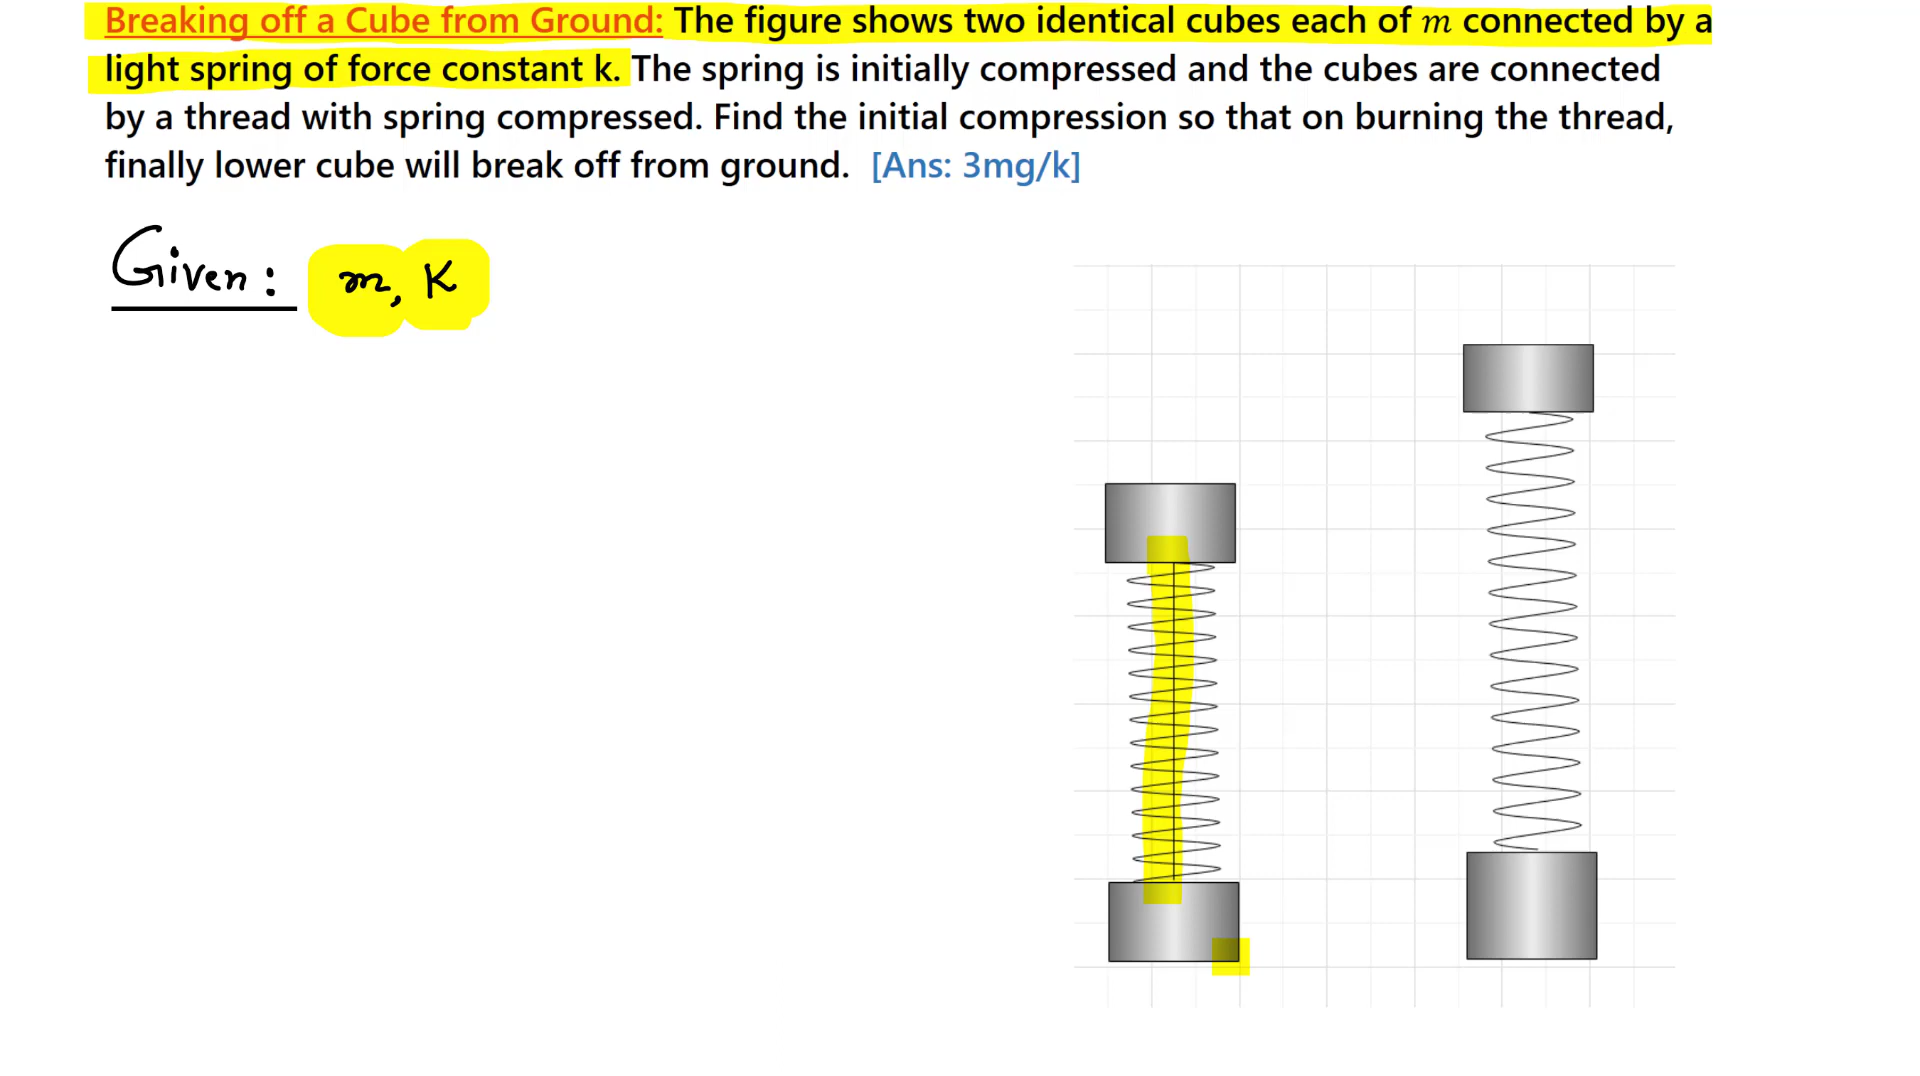 Breaking off a Cube from Ground: The figure shows two identical cubes each of m connected by a
light spring of force constant k. The spring is initially compressed and the cubes are connected
by a thread with spring compressed. Find the initial compression so that on burning the thread,
finally lower cube will break off from ground. [Ans: 3mg/k]
Given: m, K